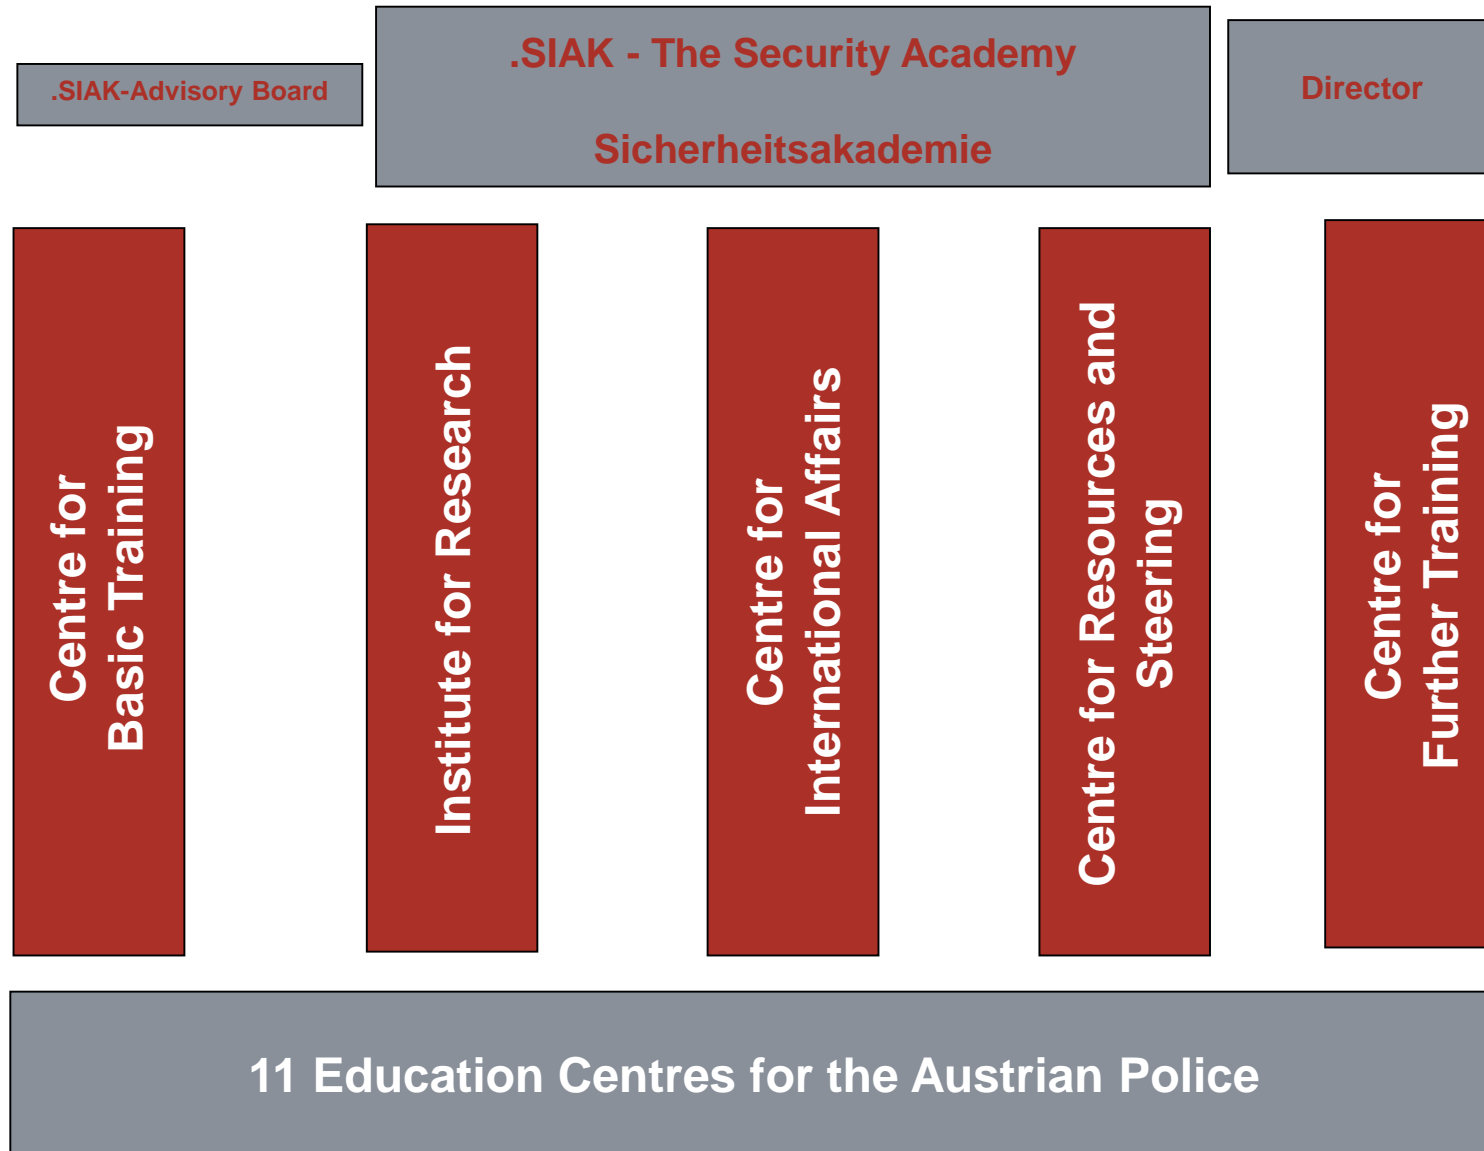 .SIAK-Advisory Board
.SIAK - The Security Academy
Sicherheitsakademie
Director
Centre for
Basic Training
Institute for Research
Centre for
International Affairs
Centre for Resources and
Steering
Centre for
Further Training
11 Education Centres for the Austrian Police